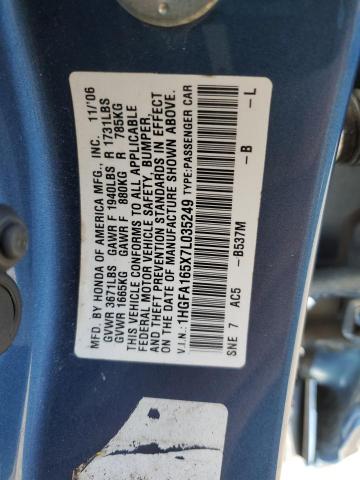 MFD. BY HONDA OF AMERICA MFG., INC. 11/'06
GVWR 3671LBS GAWR F 1940LBS R 1731LBS
GVWR 1665KG GAWR F 880KG R 785KG
THIS VEHICLE CONFORMS TO ALL APPLICABLE
FEDERAL MOTOR VEHICLE SAFETY, BUMPER,
AND THEFT PREVENTION STANDARDS IN EFFECT
ON THE DATE OF MANUFACTURE SHOWN ABOVE.
V.I.N.: 1HGFA165X7L035249 TYPE:PASSENGER CAR
SNE 7 AC5 -B537M -B -L